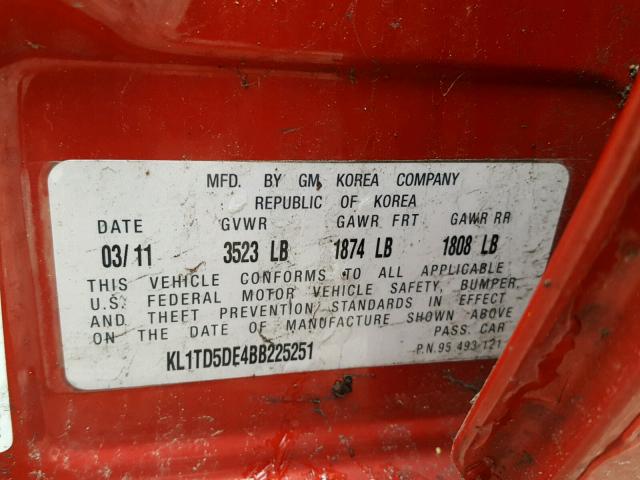 MFD. BY GM KOREA COMPANY
REPUBLIC OF KOREA
DATE GVWR GAWR FRT GAWR RR
03/11 3523 LB 1874 LB 1808 LB
THIS VEHICLE CONFORMS TO ALL APPLICABLE
U.S. FEDERAL MOTOR VEHICLE SAFETY, BUMPER,
AND THEFT PREVENTION STANDARDS IN EFFECT
ON THE DATE OF MANUFACTURE SHOWN ABOVE
PASS. CAR
KL1TD5DE4BB225251 P.N. 95 493 121